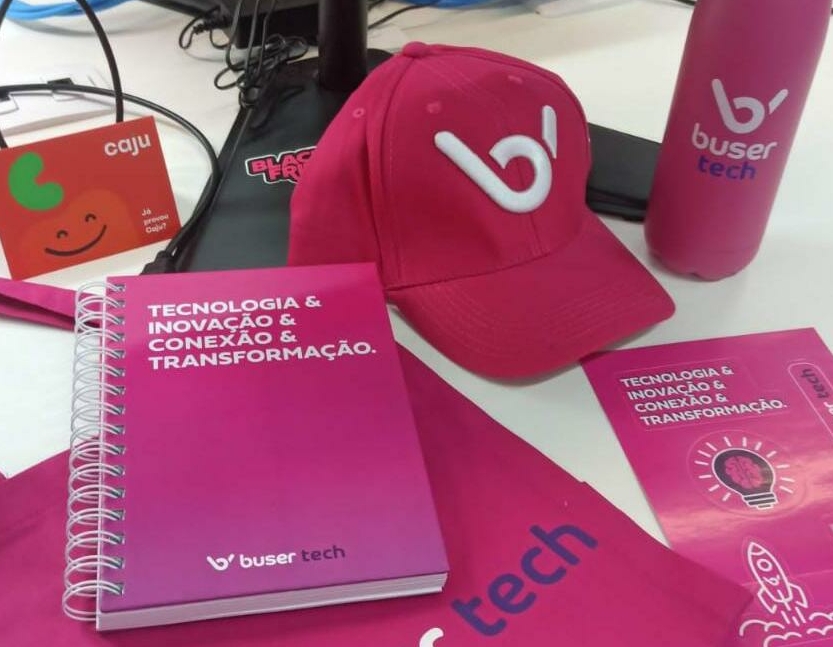 caju
Já
provou
Caju?
BLAC
FRI
buser
tech
TECNOLOGIA &
INOVAÇÃO &
CONEXÃO &
TRANSFORMAÇÃO.
buser tech
TECNOLOGIA &
INOVAÇÃO &
CONEXÃO &
TRANSFORMAÇÃO.
tech
tech